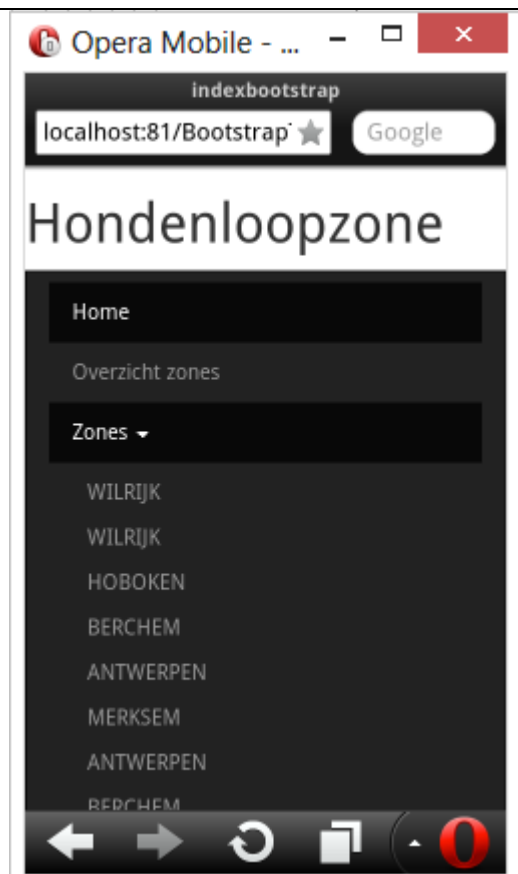 Opera Mobile - ...
indexbootstrap
localhost:81/Bootstrap
Google
Hondenloopzone
Home
Overzicht zones
Zones
WILRIJK
WILRIJK
HOBOKEN
BERCHEM
ANTWERPEN
MERKSEM
ANTWERPEN
BERCHEM